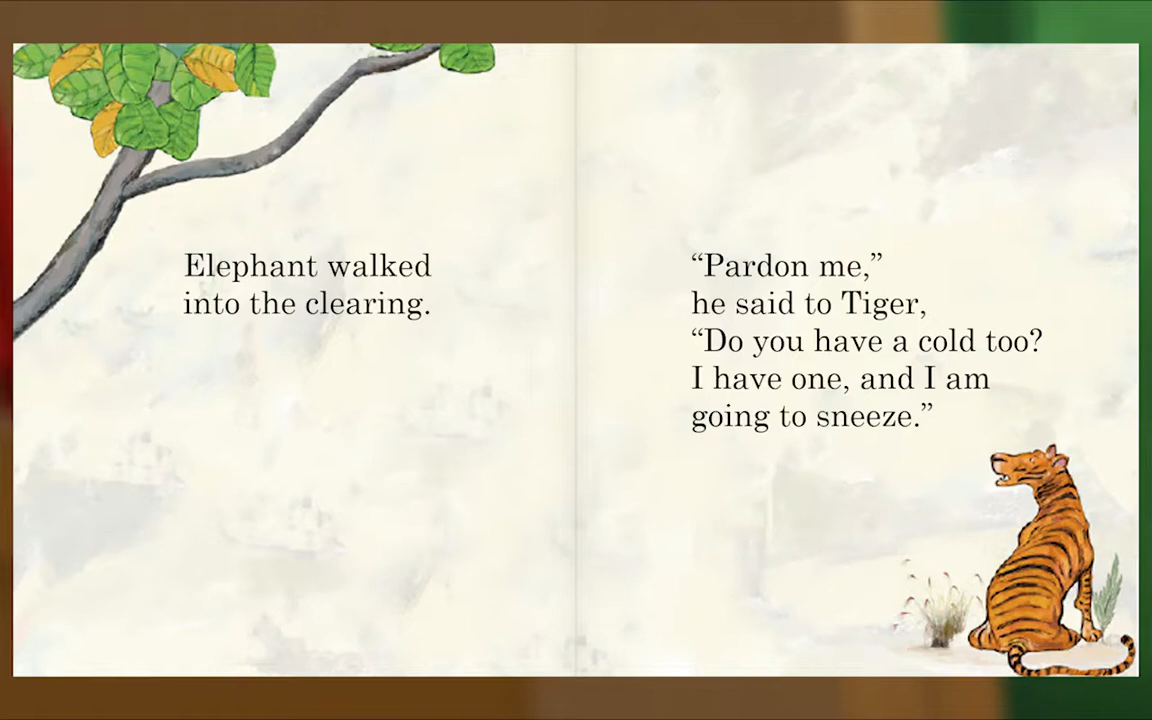 Elephant walked
into the clearing.
“Pardon me,”
he said to Tiger,
“Do you have a cold too?
I have one, and I am
going to sneeze.”